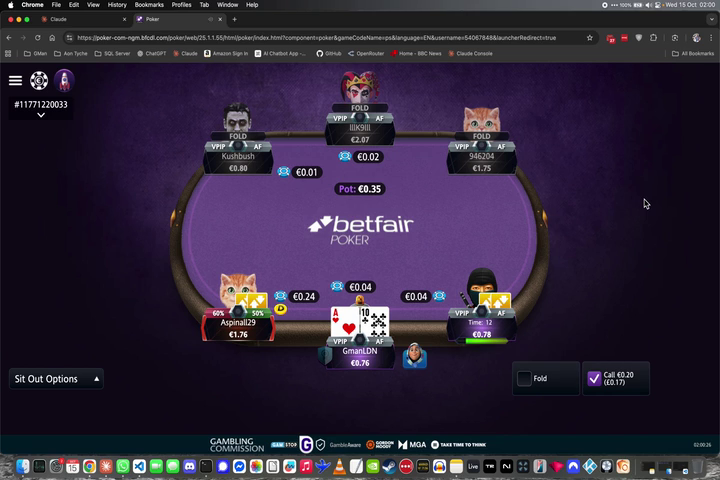 Chrome File Edit View History Bookmarks Profiles Tab Window Help
100% Wed 15 Oct 02:00
Claude
Poker
https://poker-com-ngm.bfcdl.com/poker/web/25.1.1.55/html/poker/index.html?component=poker&gameCodeName=ps&language=EN&username=54067848&launcherRedirect=true
GMan Aon Tyche SQL Server ChatGPT Claude Amazon Sign In AI Chatbot App -... GitHub OpenRouter Home - BBC News Claude Console All Bookmarks
#11771220033
FOLD
lllK9lll
VPIP AF
€2.07
FOLD
Kushbush
VPIP AF
€0.80
FOLD
946204
VPIP AF
€1.75
€0.02
€0.01
Pot: €0.35
betfair
POKER
€0.04
€0.24
€0.04
D
A
10
60% 50%
Aspinall29
€1.76
VPIP AF
GmanLDN
€0.76
VPIP AF
Time: 12
€0.78
Sit Out Options
Fold
Call €0.20
(€0.17)
GAMBLING COMMISSION GAMSTOP GambleAware GORDON MOODY MGA TAKE TIME TO THINK
02:00:26